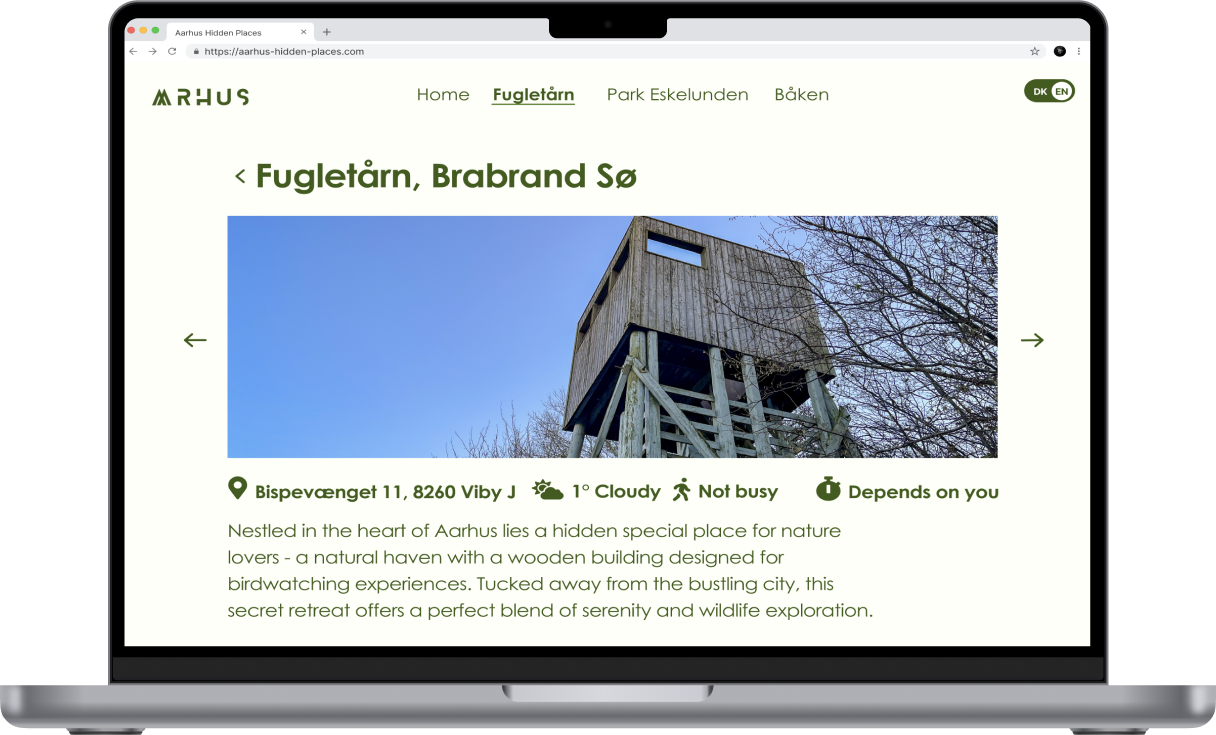 Aarhus Hidden Places
https://aarhus-hidden-places.com
ARHUS
Home Fugletårn Park Eskelunden Båken
DK EN
< Fugletårn, Brabrand Sø
Bispevænget 11, 8260 Viby J 1° Cloudy Not busy Depends on you
Nestled in the heart of Aarhus lies a hidden special place for nature
lovers - a natural haven with a wooden building designed for
birdwatching experiences. Tucked away from the bustling city, this
secret retreat offers a perfect blend of serenity and wildlife exploration.